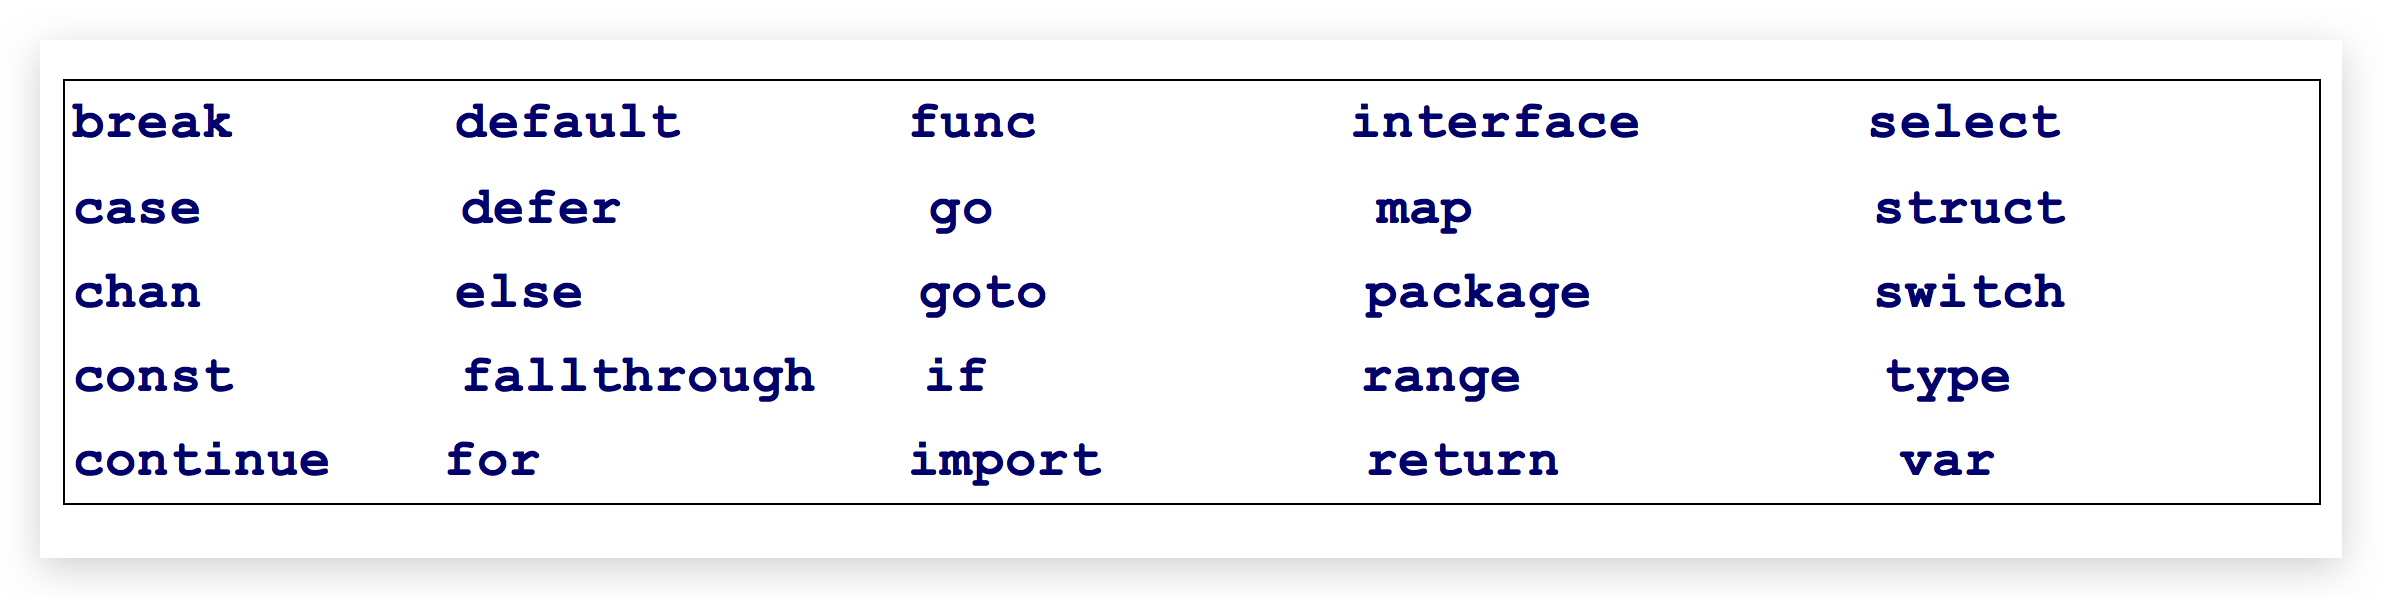 break default func interface select
case defer go map struct
chan else goto package switch
const fallthrough if range type
continue for import return var